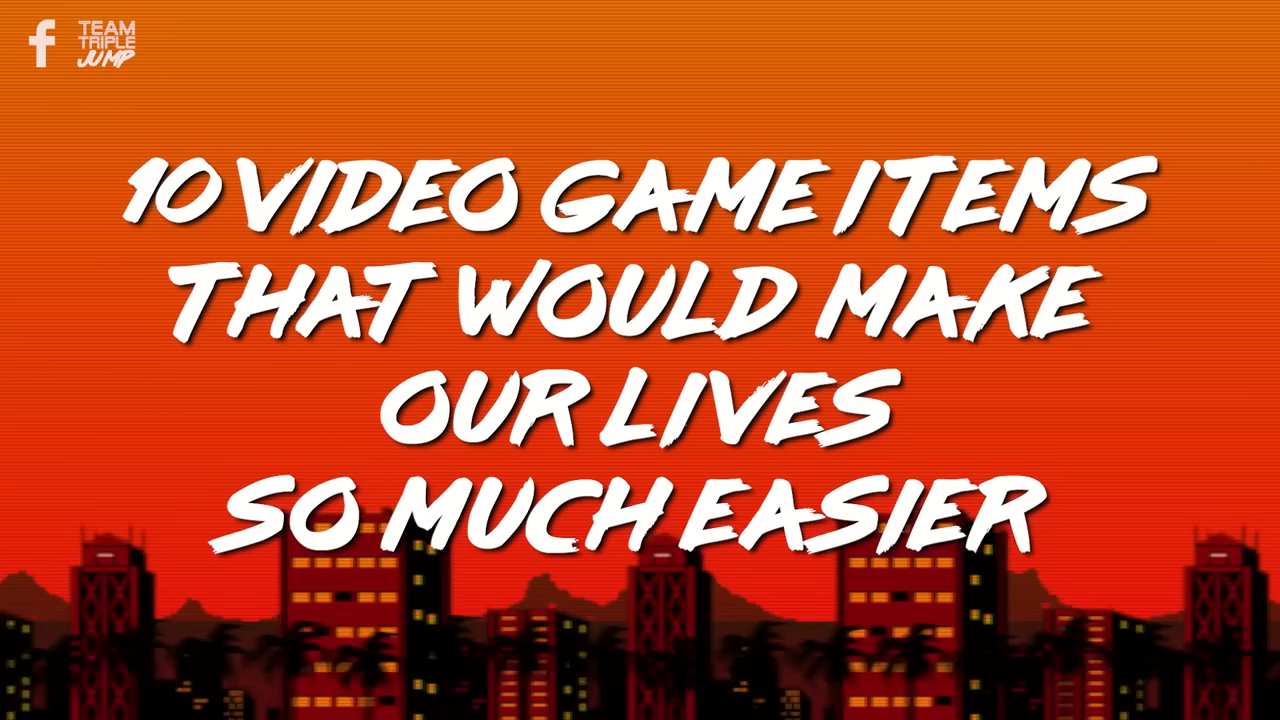 f
TEAM
TRIPLE
JUMP
10 VIDEO GAME ITEMS
THAT WOULD MAKE
OUR LIVES
SO MUCH EASIER